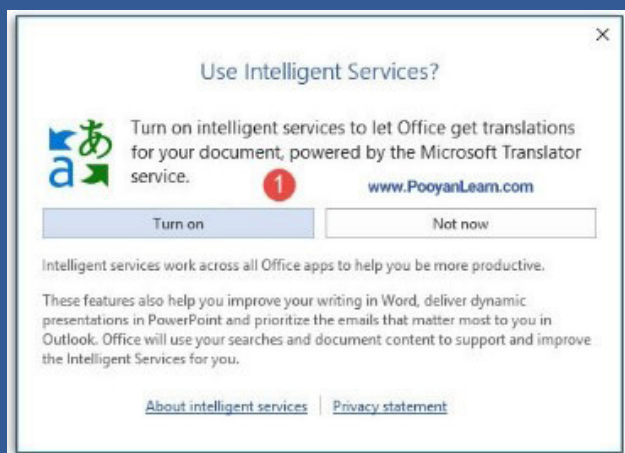 Use Intelligent Services?
あ
a
Turn on intelligent services to let Office get translations
for your document, powered by the Microsoft Translator
service.
1
www.PooyanLearn.com
Turn on
Not now
Intelligent services work across all Office apps to help you be more productive.
These features also help you improve your writing in Word, deliver dynamic
presentations in PowerPoint and prioritize the emails that matter most to you in
Outlook. Office will use your searches and document content to support and improve
the Intelligent Services for you.
About intelligent services
Privacy statement